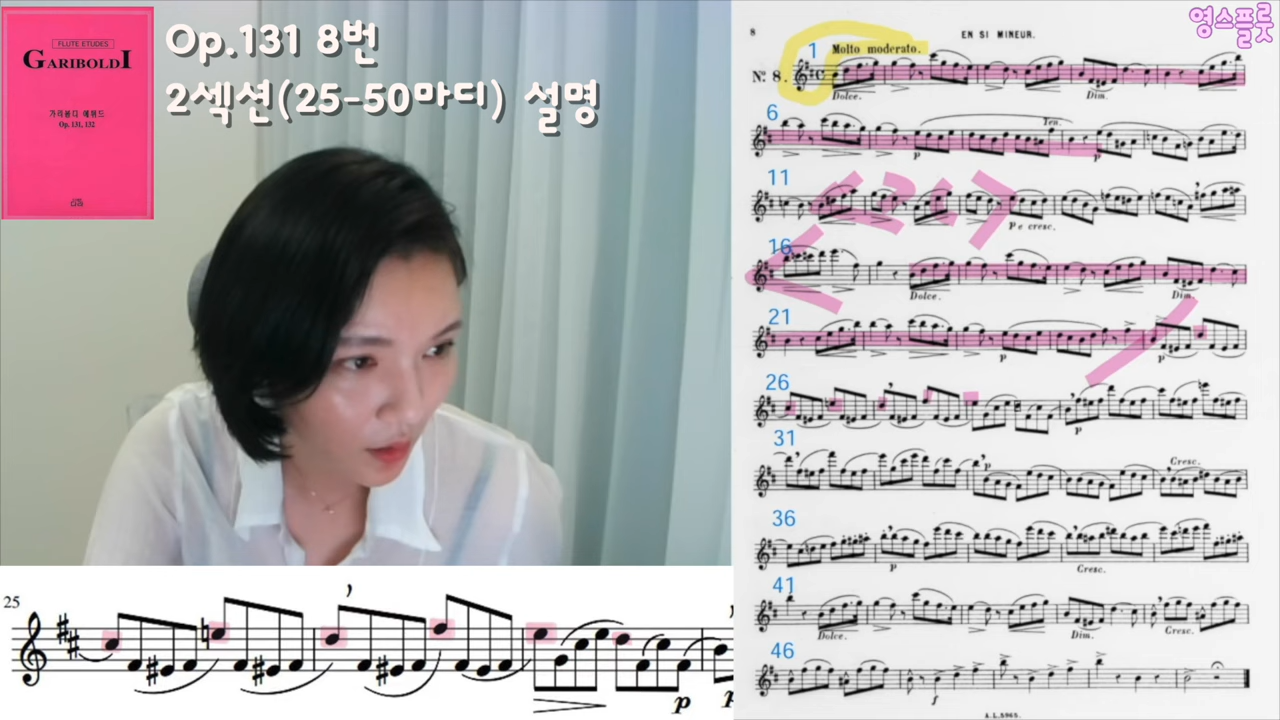 FLUTE ETUDES
GARIBOLDI
가리볼디 에튀드
Op. 131, 132
Op.131 8번
2섹션(25-50마디) 설명
영스플룻
8
EN SI MINEUR.
1 Molto moderato.
Nº 8.
Dolce. Dim.
6
Ten.
p p
11
p e cresc.
16
Dolce. Dim.
21
p p
26
p
31
p Cresc.
36
p Cresc.
41
Dolce. Dim. Cresc.
46
f
A.L.5965.
25
p p